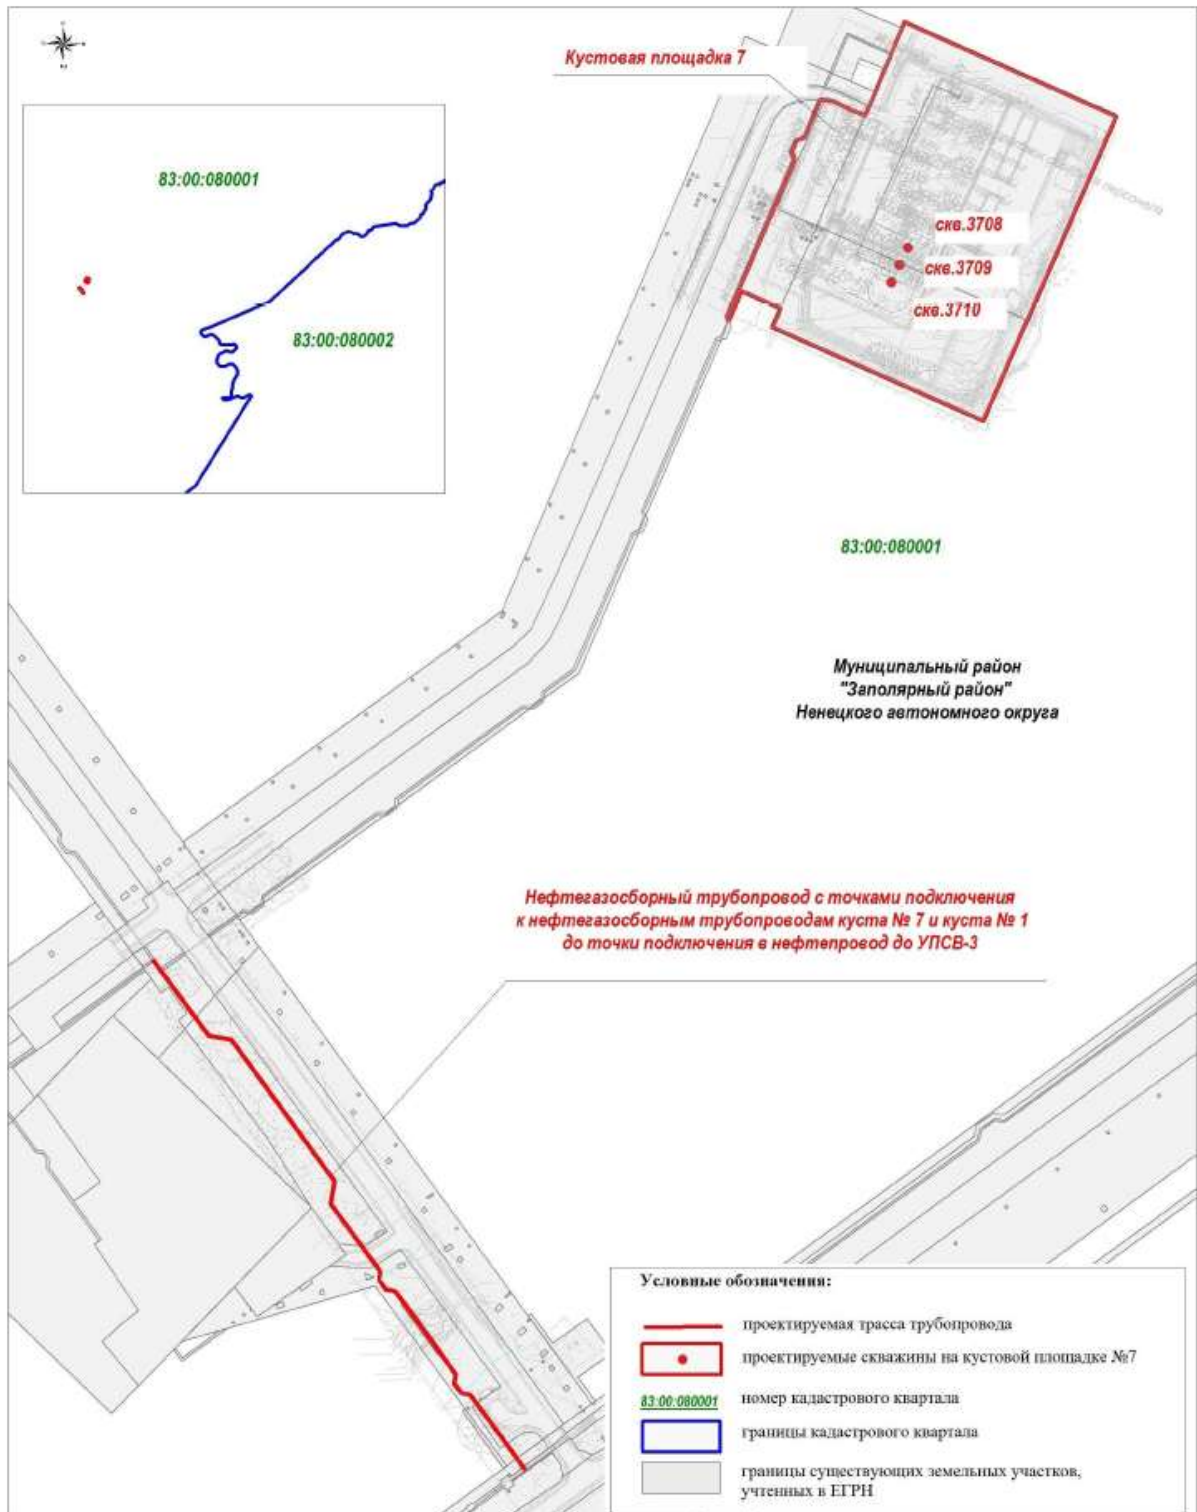 Кустовая площадка 7
83:00:080001
83:00:080002
скв.3708
скв.3709
скв.3710
персонала
83:00:080001
Муниципальный район
"Заполярный район"
Ненецкого автономного округа
Нефтегазосборный трубопровод с точками подключения
к нефтегазосборным трубопроводам куста № 7 и куста № 1
до точки подключения в нефтепровод до УПСВ-3
Условные обозначения:
проектируемая трасса трубопровода
проектируемые скважины на кустовой площадке №7
83:00:080001 номер кадастрового квартала
границы кадастрового квартала
границы существующих земельных участков,
учтенных в ЕГРН